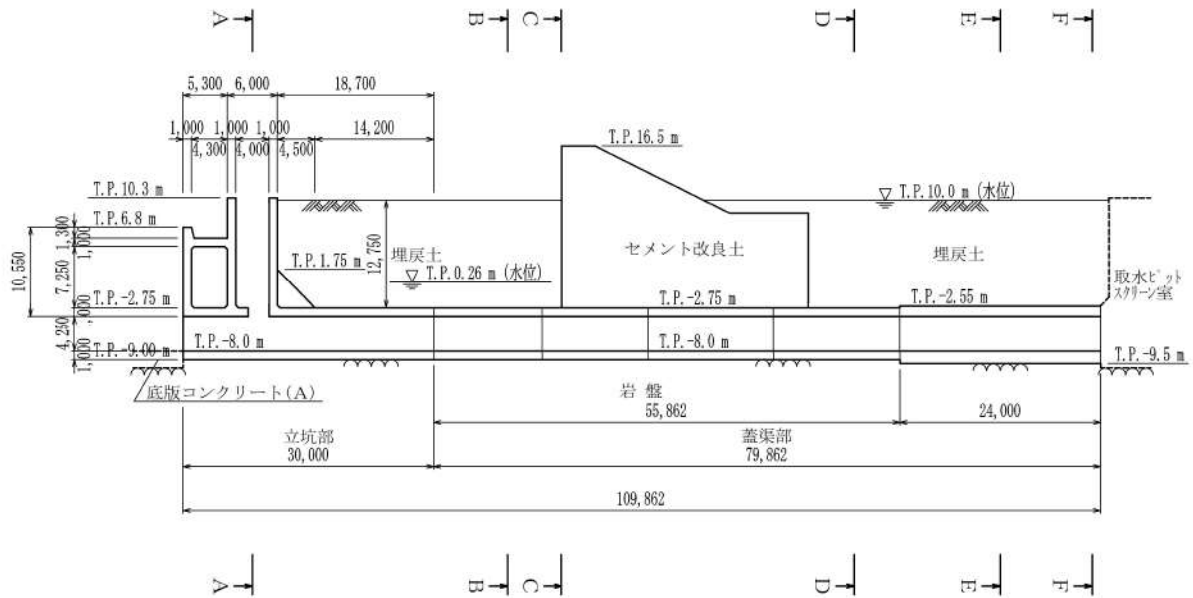 A
B
C
D
E
F
5,300
6,000
18,700
1,000
1,000
1,000
14,200
4,300
4,000
4,500
T.P.16.5 m
T.P.10.3 m
T.P.10.0 m (水位)
T.P.6.8 m
1,300
1,000
10,550
7,250
12,750
埋戻土
セメント改良土
埋戻土
T.P.1.75 m
T.P.0.26 m (水位)
取水ピット
スクリーン室
T.P.-2.75 m
T.P.-2.75 m
T.P.-2.55 m
4,250
T.P.-8.0 m
T.P.-8.0 m
T.P.-9.00 m
1,000
T.P.-9.5 m
底版コンクリート(A)
岩盤
55,862
24,000
立坑部
蓋渠部
30,000
79,862
109,862
A
B
C
D
E
F